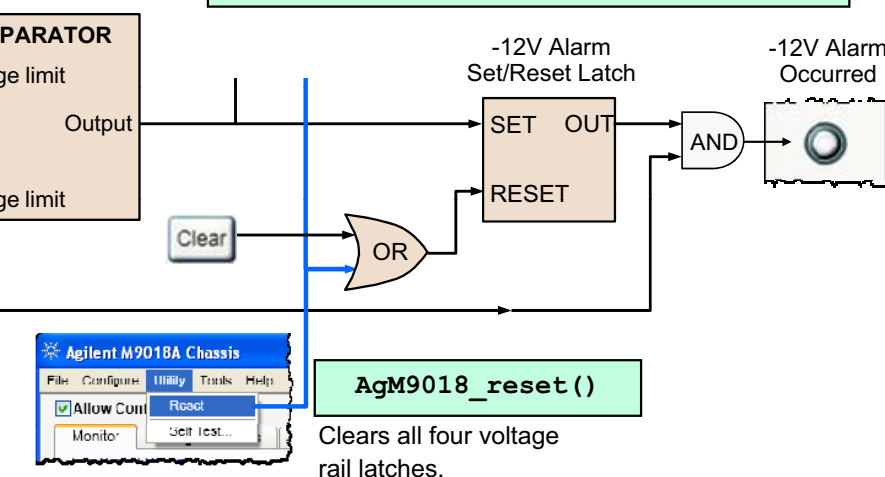 PARATOR
ge limit
Output
ge limit
-12V Alarm
Set/Reset Latch
-12V Alarm
Occurred
SET OUT
RESET
AND
Clear
OR
Agilent M9018A Chassis
File Configure Utility Tools Help
Allow Cont
Reset
Monitor
Self Test...
AgM9018_reset()
Clears all four voltage
rail latches.